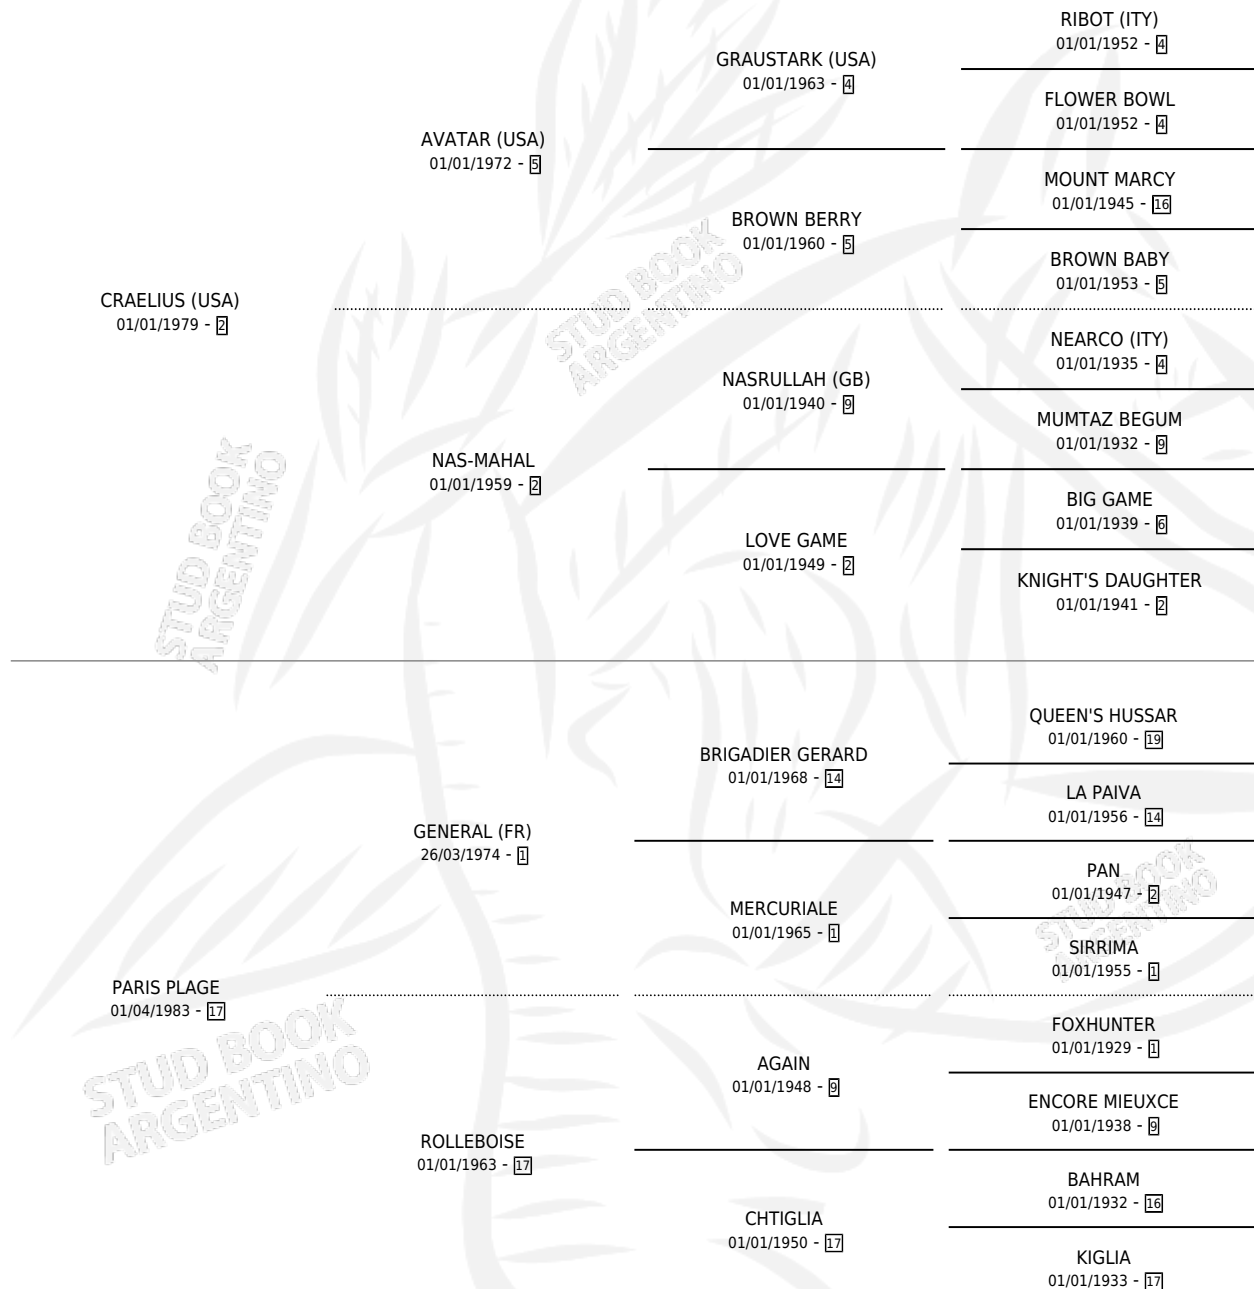 CRAELIUS (USA)
01/01/1979 - 2
AVATAR (USA)
01/01/1972 - 5
NAS-MAHAL
01/01/1959 - 2
GRAUSTARK (USA)
01/01/1963 - 4
BROWN BERRY
01/01/1960 - 5
NASRULLAH (GB)
01/01/1940 - 9
LOVE GAME
01/01/1949 - 2
RIBOT (ITY)
01/01/1952 - 4
FLOWER BOWL
01/01/1952 - 4
MOUNT MARCY
01/01/1945 - 16
BROWN BABY
01/01/1953 - 5
NEARCO (ITY)
01/01/1935 - 4
MUMTAZ BEGUM
01/01/1932 - 9
BIG GAME
01/01/1939 - 6
KNIGHT'S DAUGHTER
01/01/1941 - 2
PARIS PLAGE
01/04/1983 - 17
GENERAL (FR)
26/03/1974 - 1
ROLLEBOISE
01/01/1963 - 17
BRIGADIER GERARD
01/01/1968 - 14
MERCURIALE
01/01/1965 - 1
AGAIN
01/01/1948 - 9
CHTIGLIA
01/01/1950 - 17
QUEEN'S HUSSAR
01/01/1960 - 19
LA PAIVA
01/01/1956 - 14
PAN
01/01/1947 - 2
SIRRIMA
01/01/1955 - 1
FOXHUNTER
01/01/1929 - 1
ENCORE MIEUXCE
01/01/1938 - 9
BAHRAM
01/01/1932 - 16
KIGLIA
01/01/1933 - 17
STUD BOOK
ARGENTINO
STUD BOOK
ARGENTINO
STUD BOOK
ARGENTINO
STUD BOOK
ARGENTINO